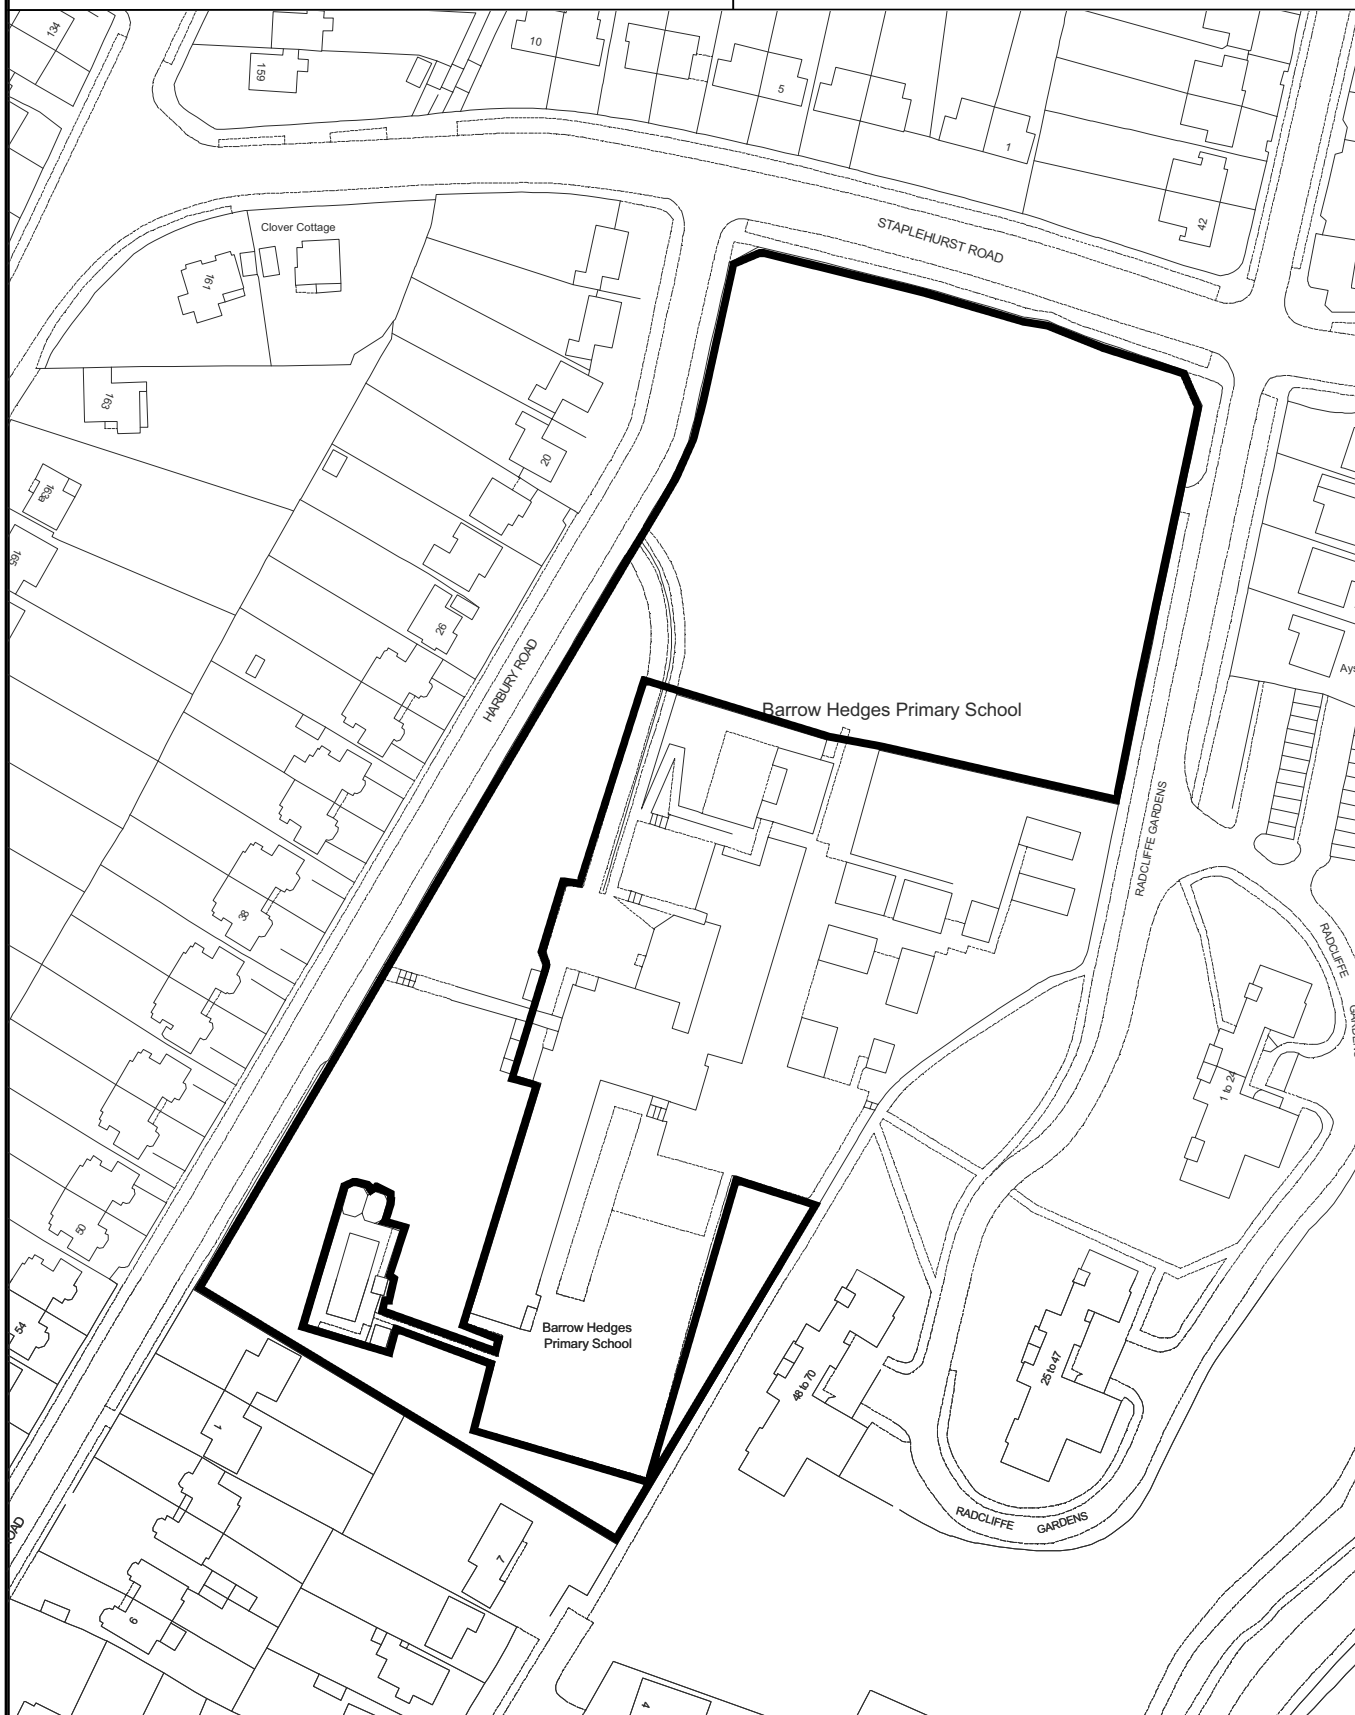 134
159
10
5
1
42
STAPLEHURST ROAD
Clover Cottage
161
163
163a
165
20
26
HARBURY ROAD
Barrow Hedges Primary School
RADCLIFFE GARDENS
38
RADCLIFFE
1 to 24
50
54
Barrow Hedges
Primary School
48 to 70
25 to 47
RADCLIFFE GARDENS
1
7
6
4